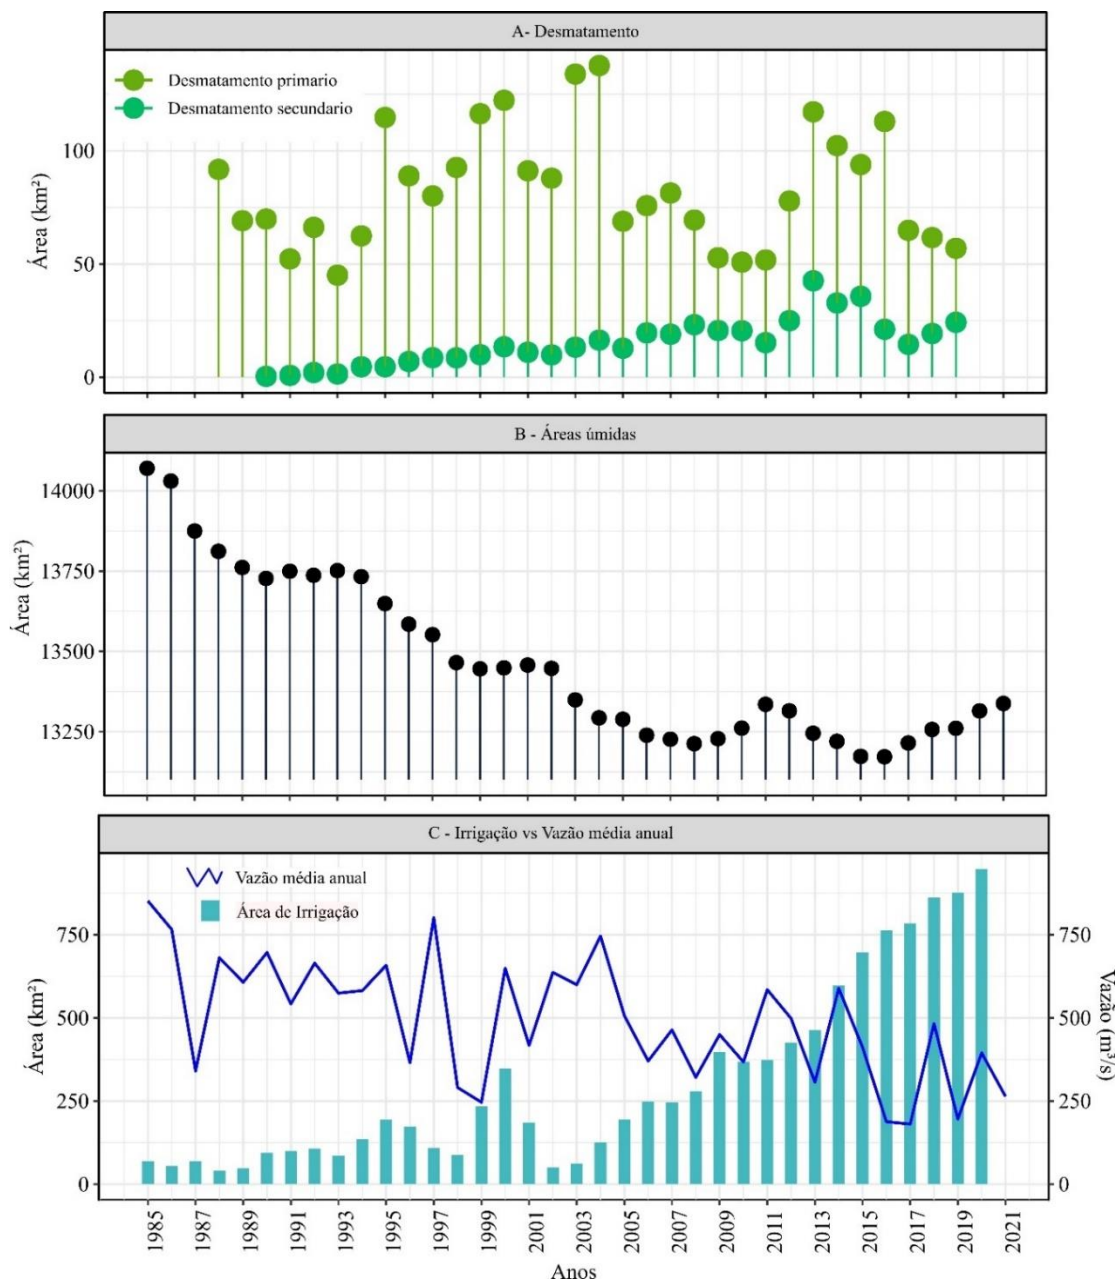 A- Desmatamento
Desmatamento primario
Desmatamento secundario
Área (km²)
100
50
0
B - Áreas úmidas
Área (km²)
14000
13750
13500
13250
C - Irrigação vs Vazão média anual
Vazão média anual
Área de Irrigação
Área (km²)
750
500
250
0
750
500
250
0
Vazão (m³/s)
1985
1987
1989
1991
1993
1995
1997
1999
2001
2003
2005
2007
2009
2011
2013
2015
2017
2019
2021
Anos